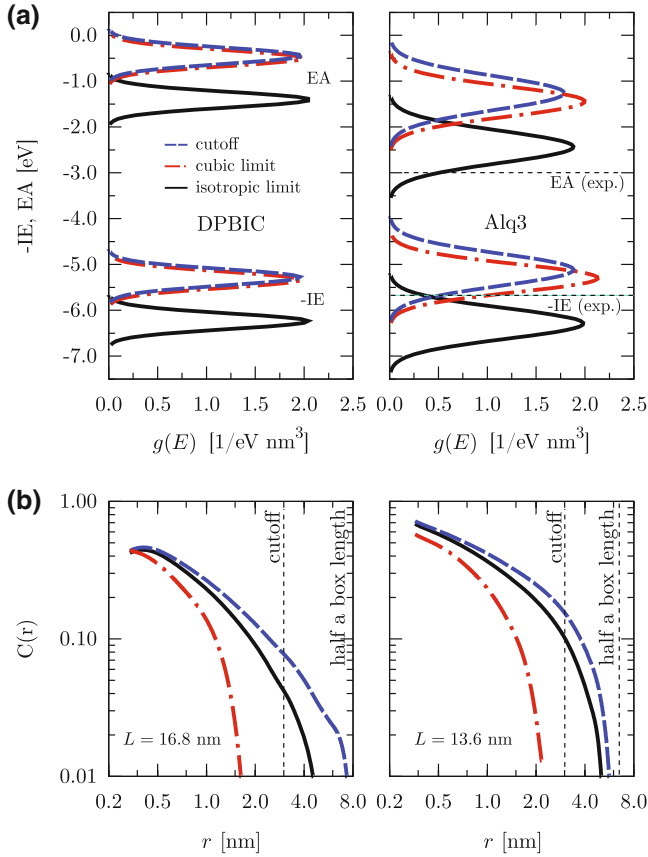 (a)
0.0
-1.0
-2.0
-3.0
-4.0
-5.0
-6.0
-7.0
-IE, EA [eV]
EA
cutoff
cubic limit
isotropic limit
DPBIC
-IE
0.0 0.5 1.0 1.5 2.0 2.5
g(E) [1/eV nm³]
EA (exp.)
Alq3
-IE (exp.)
0.0 0.5 1.0 1.5 2.0 2.5
g(E) [1/eV nm³]
(b)
1.00
0.10
0.01
C(r)
cutoff
half a box length
L = 16.8 nm
0.2 0.5 1.0 2.0 4.0 8.0
r [nm]
cutoff
half a box length
L = 13.6 nm
0.2 0.5 1.0 2.0 4.0 8.0
r [nm]